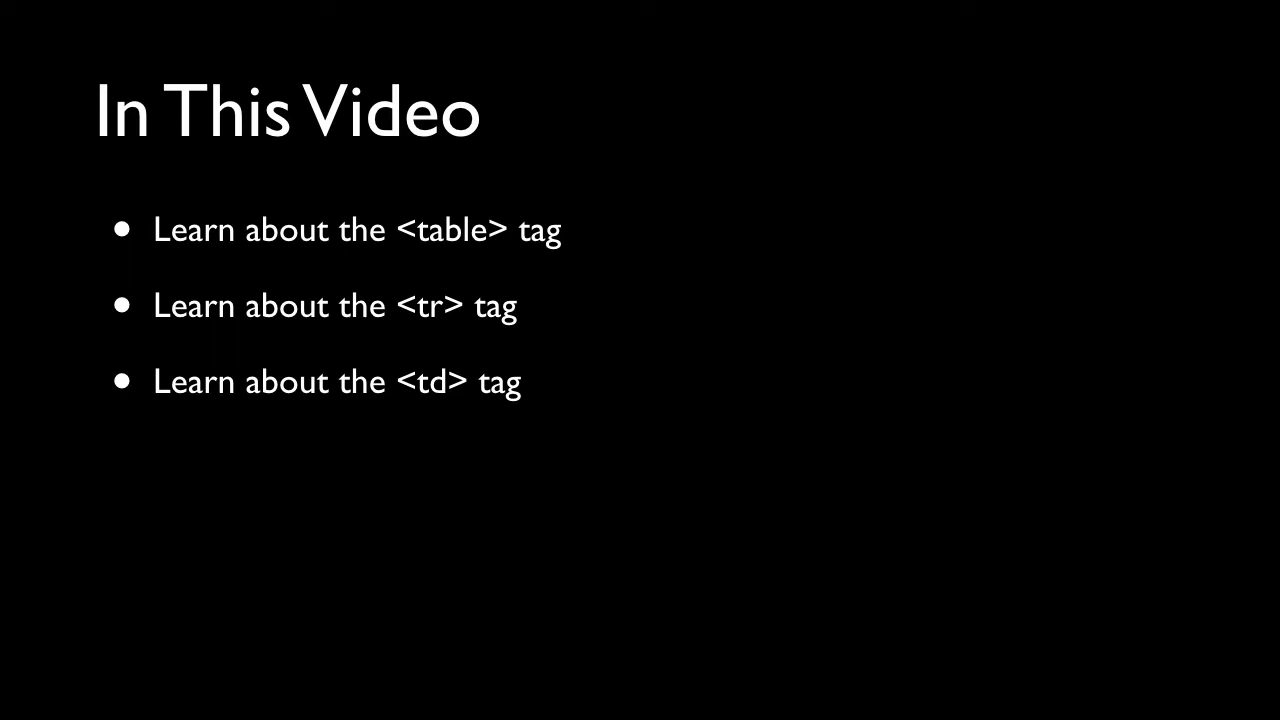 In This Video
• Learn about the <table> tag
• Learn about the <tr> tag
• Learn about the <td> tag